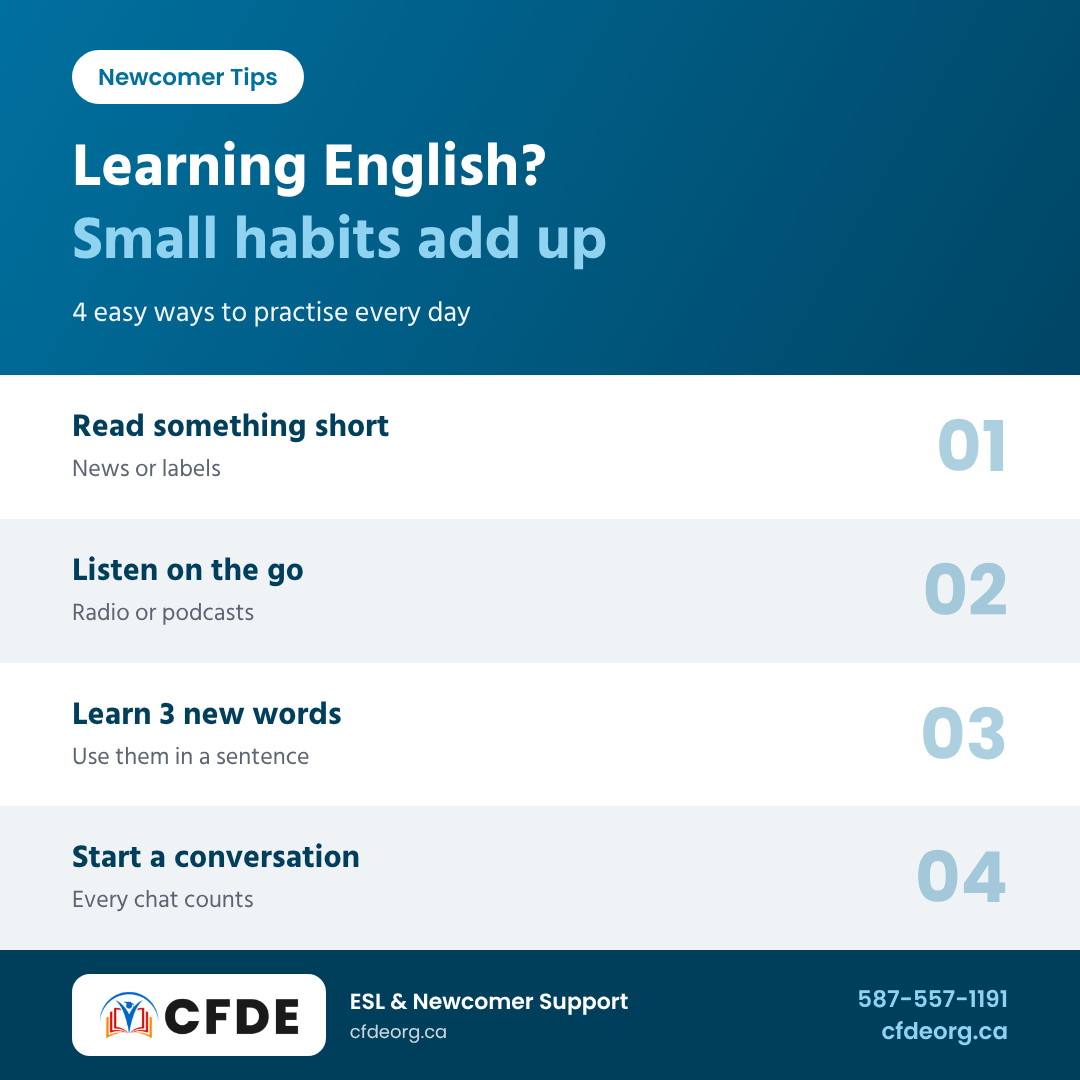 Newcomer Tips
Learning English?
Small habits add up
4 easy ways to practise every day
Read something short
News or labels
01
Listen on the go
Radio or podcasts
02
Learn 3 new words
Use them in a sentence
03
Start a conversation
Every chat counts
04
CFDE
ESL & Newcomer Support
cfdeorg.ca
587-557-1191
cfdeorg.ca